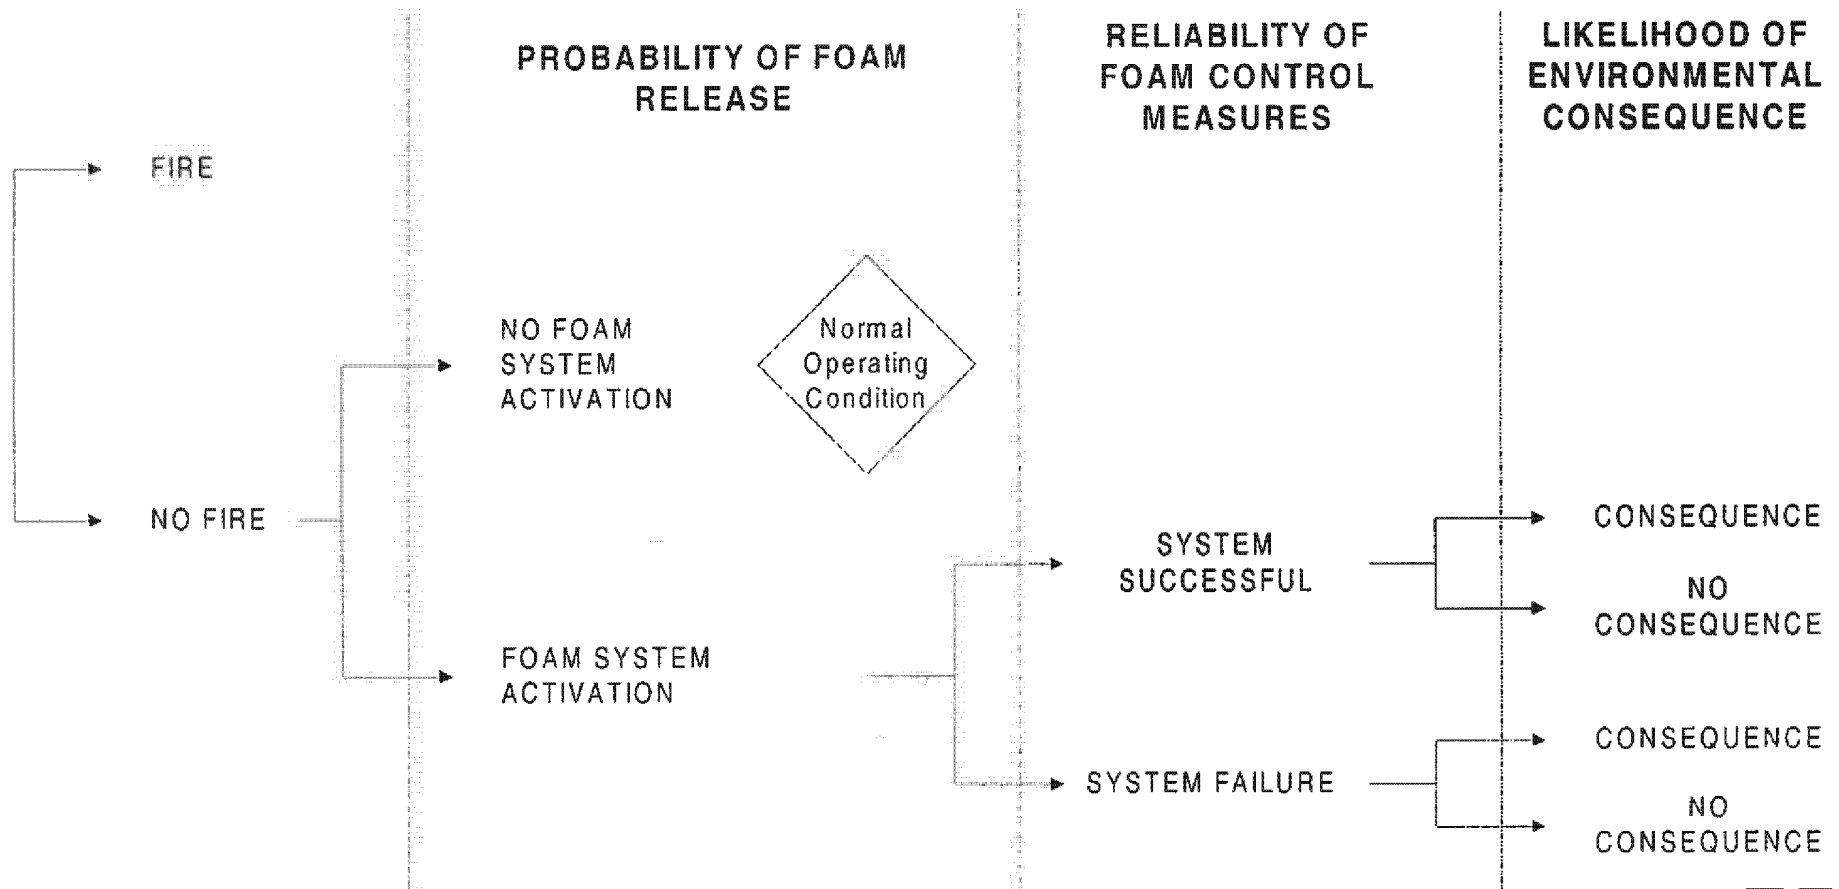 PROBABILITY OF FOAM
RELEASE
RELIABILITY OF
FOAM CONTROL
MEASURES
LIKELIHOOD OF
ENVIRONMENTAL
CONSEQUENCE
FIRE
NO FOAM
SYSTEM
ACTIVATION
Normal
Operating
Condition
NO FIRE
SYSTEM
SUCCESSFUL
CONSEQUENCE
NO
CONSEQUENCE
FOAM SYSTEM
ACTIVATION
SYSTEM FAILURE
CONSEQUENCE
NO
CONSEQUENCE